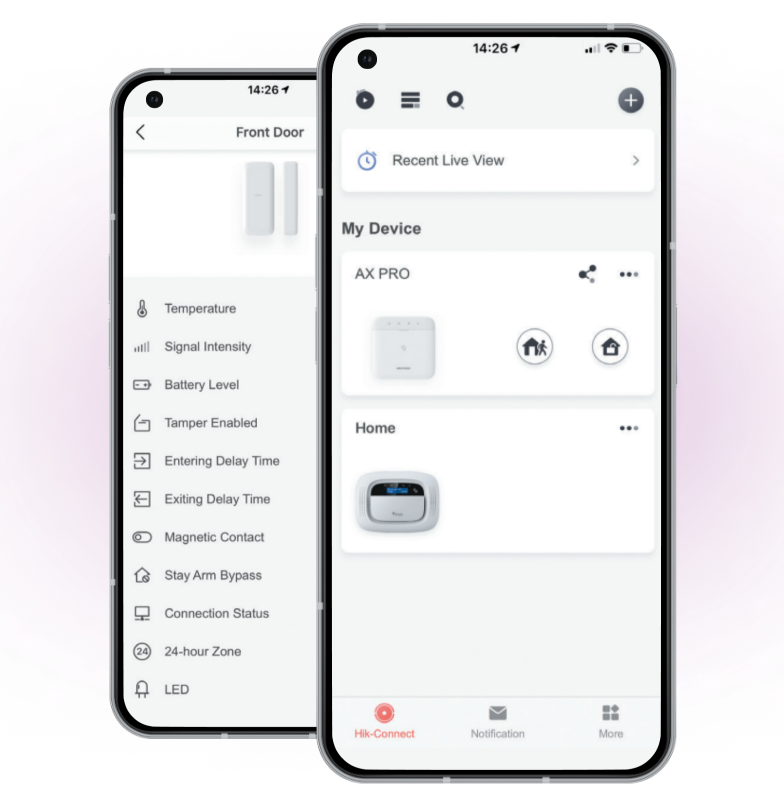 14:26
Front Door
Temperature
Signal Intensity
Battery Level
Tamper Enabled
Entering Delay Time
Exiting Delay Time
Magnetic Contact
Stay Arm Bypass
Connection Status
24
24-hour Zone
LED
14:26
Recent Live View
My Device
AX PRO
Home
Hik-Connect
Notification
More